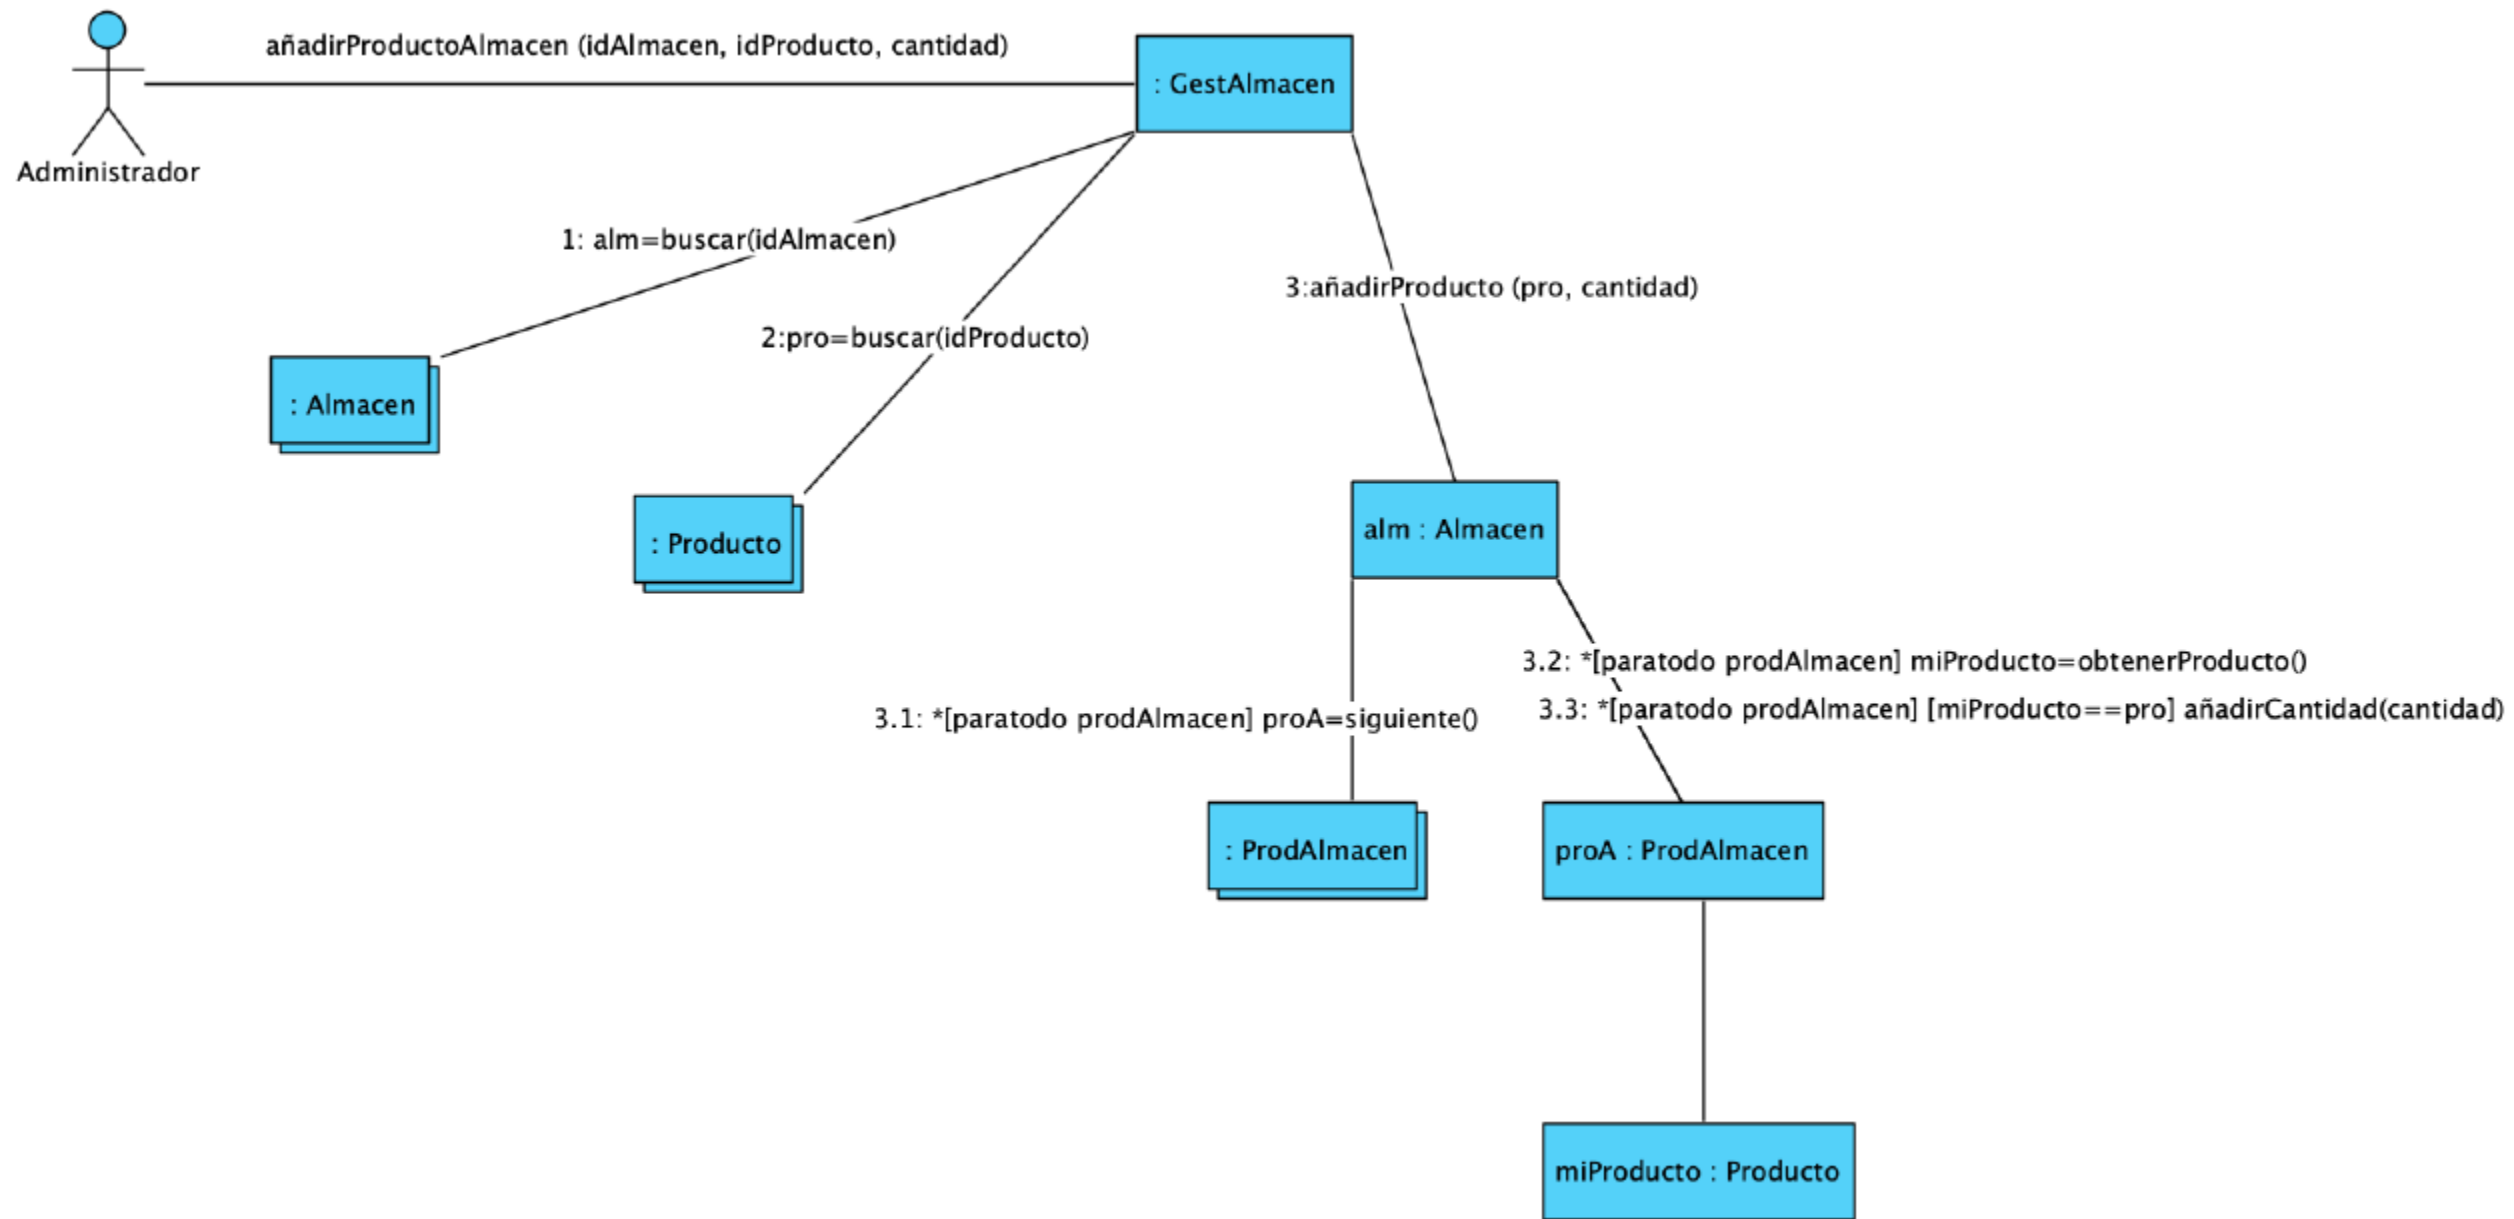 añadirProductoAlmacen (idAlmacen, idProducto, cantidad)
: GestAlmacen
Administrador
1: alm=buscar(idAlmacen)
3:añadirProducto (pro, cantidad)
2:pro=buscar(idProducto)
: Almacen
alm : Almacen
: Producto
3.2: *[paratodo prodAlmacen] miProducto=obtenerProducto()
3.3: *[paratodo prodAlmacen] [miProducto==pro] añadirCantidad(cantidad)
3.1: *[paratodo prodAlmacen] proA=siguiente()
: ProdAlmacen
proA : ProdAlmacen
miProducto : Producto